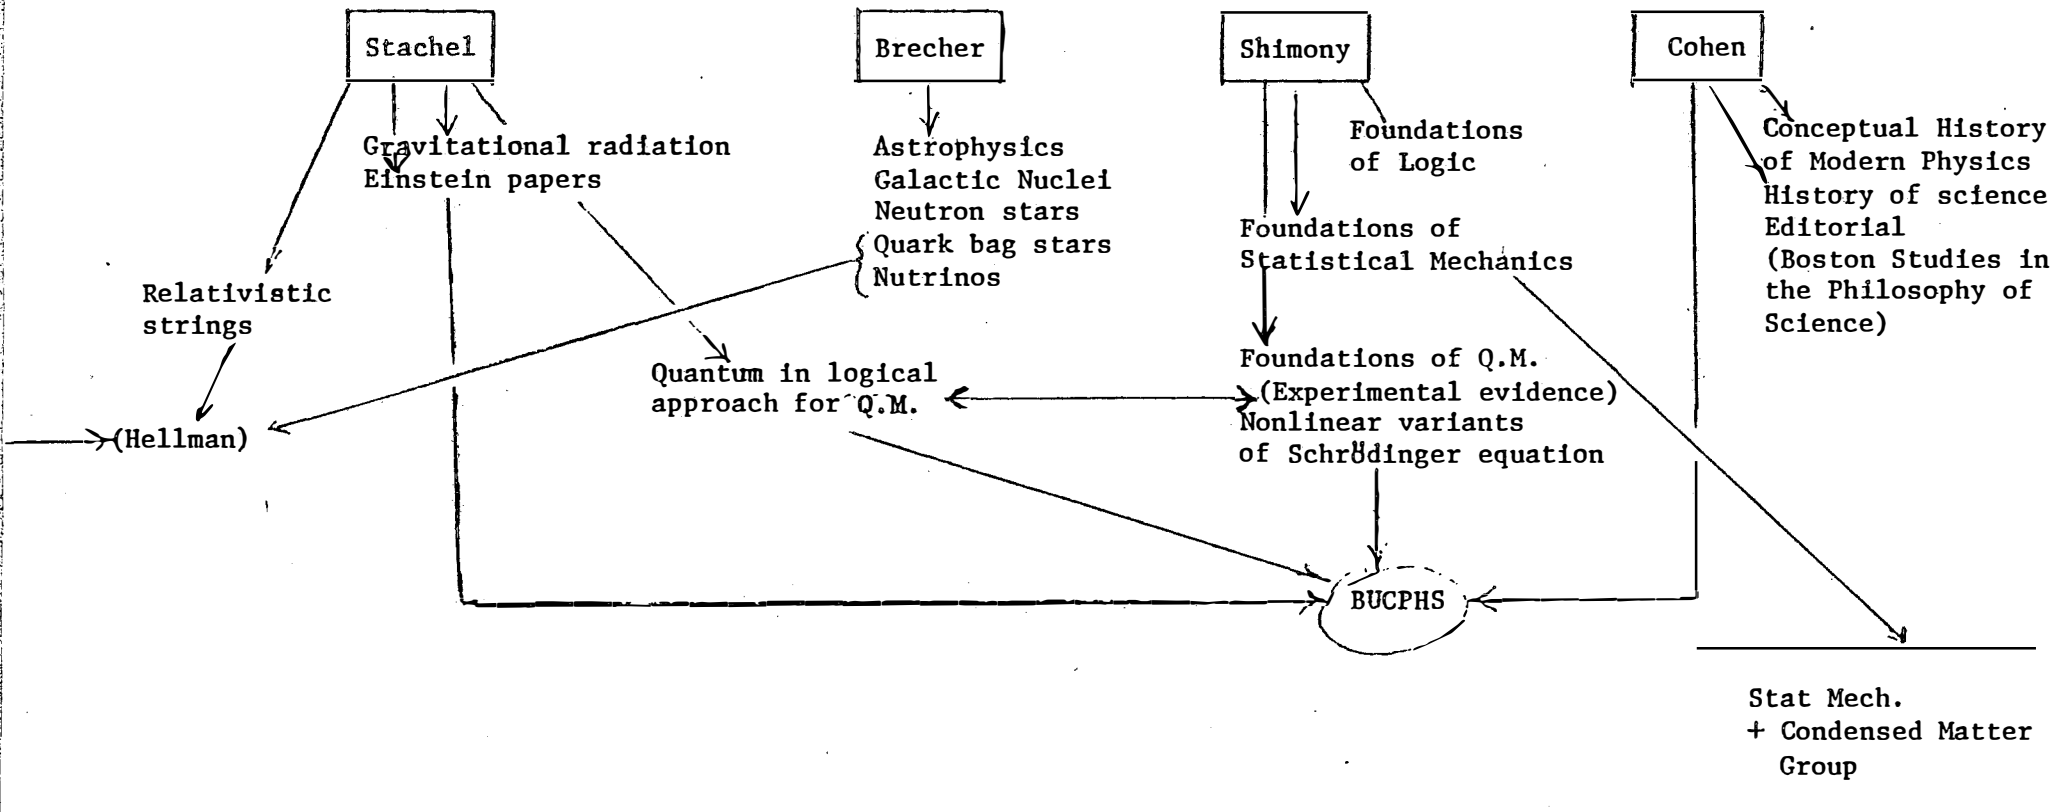 Stachel
Brecher
Shimony
Cohen
Gravitational radiation
Einstein papers
Astrophysics
Galactic Nuclei
Neutron stars
Quark bag stars
Nutrinos
Foundations
of Logic
Conceptual History
of Modern Physics
History of science
Editorial
(Boston Studies in
the Philosophy of
Science)
Foundations of
Statistical Mechanics
Relativistic
strings
Quantum in logical
approach for Q.M.
Foundations of Q.M.
(Experimental evidence)
Nonlinear variants
of Schrödinger equation
(Hellman)
BUCPHS
Stat Mech.
+ Condensed Matter
Group